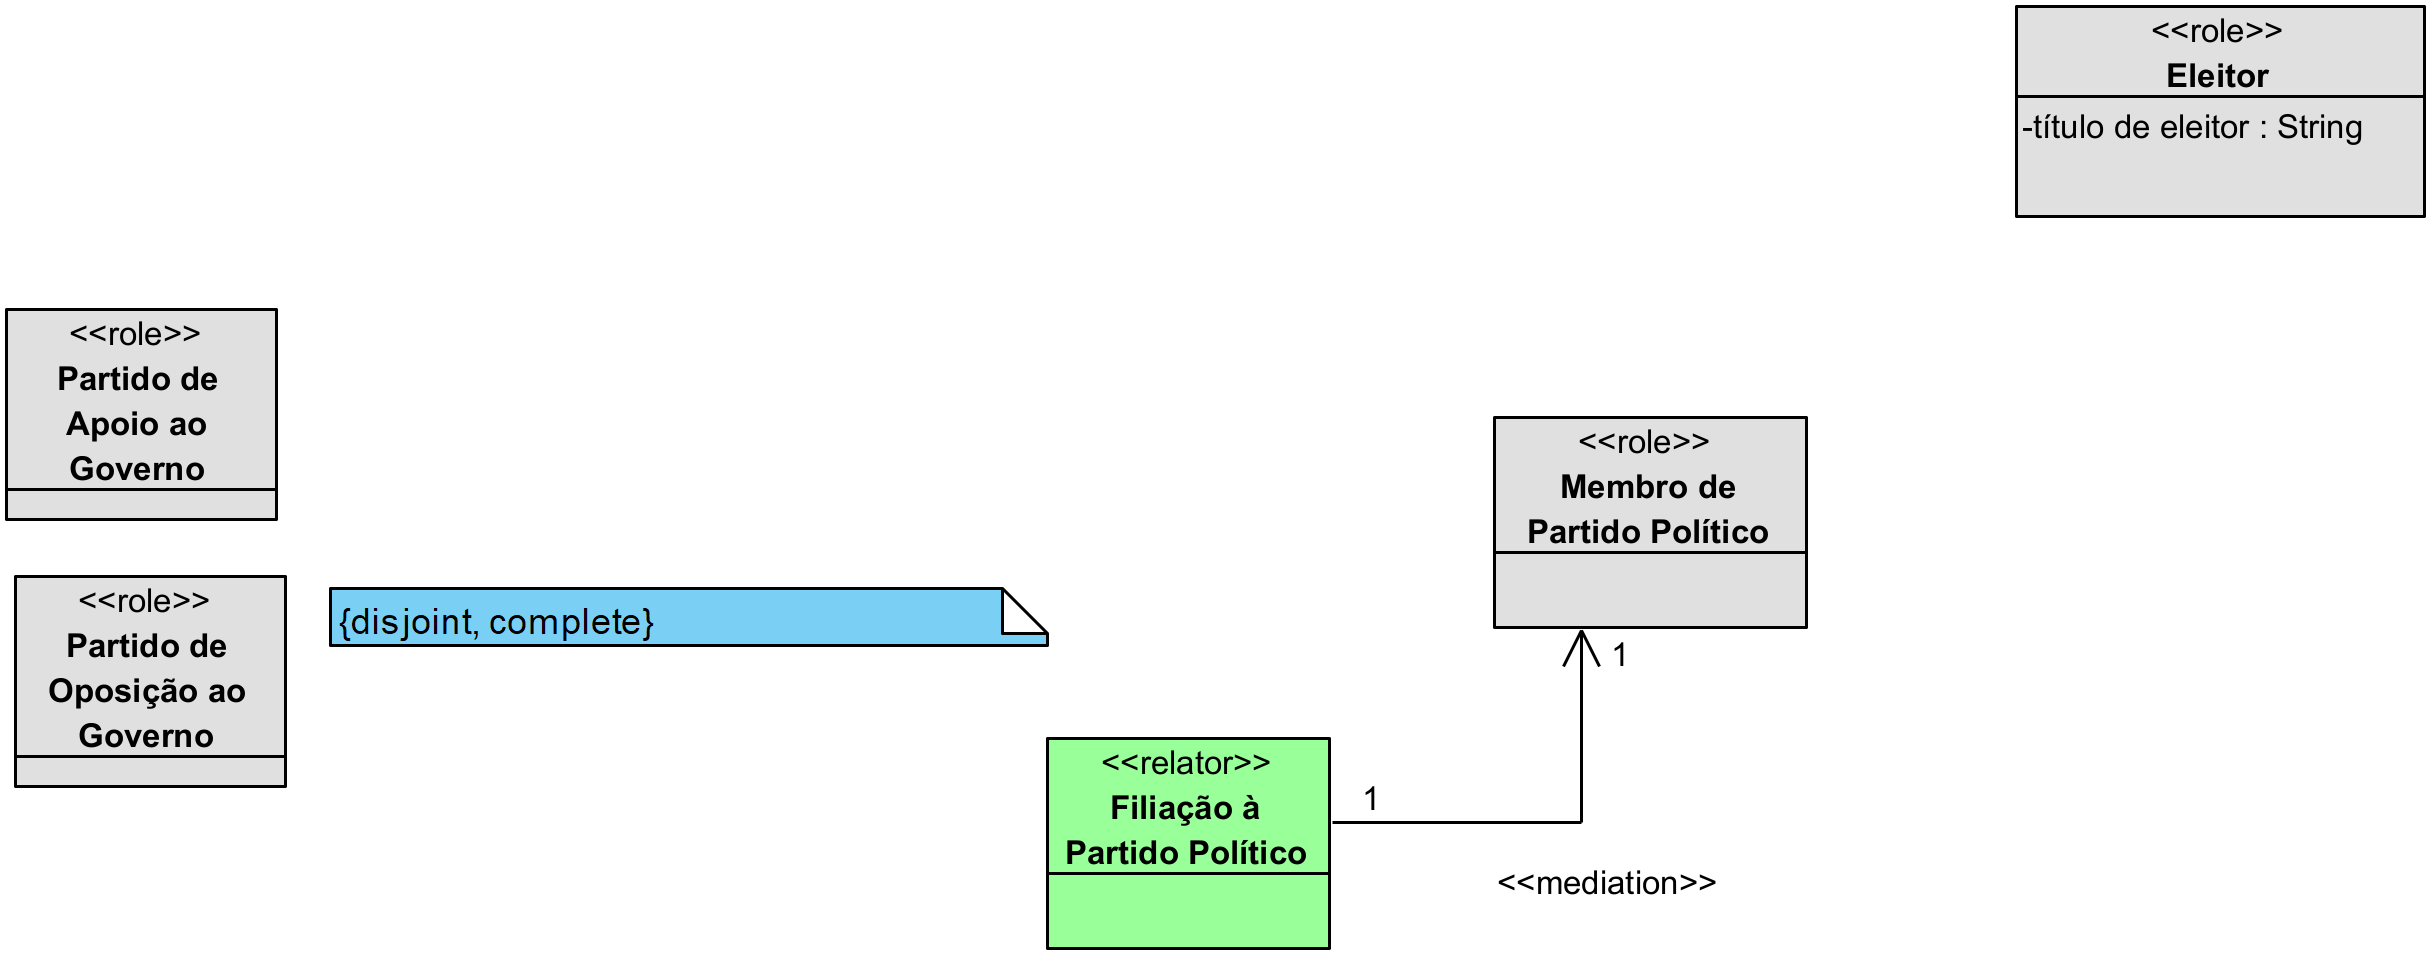 <<role>>
Eleitor
-título de eleitor : String
<<role>>
Partido de
Apoio ao
Governo
<<role>>
Membro de
Partido Político
<<role>>
Partido de
Oposição ao
Governo
{disjoint, complete}
1
<<relator>>
Filiação à
Partido Político
1
<<mediation>>